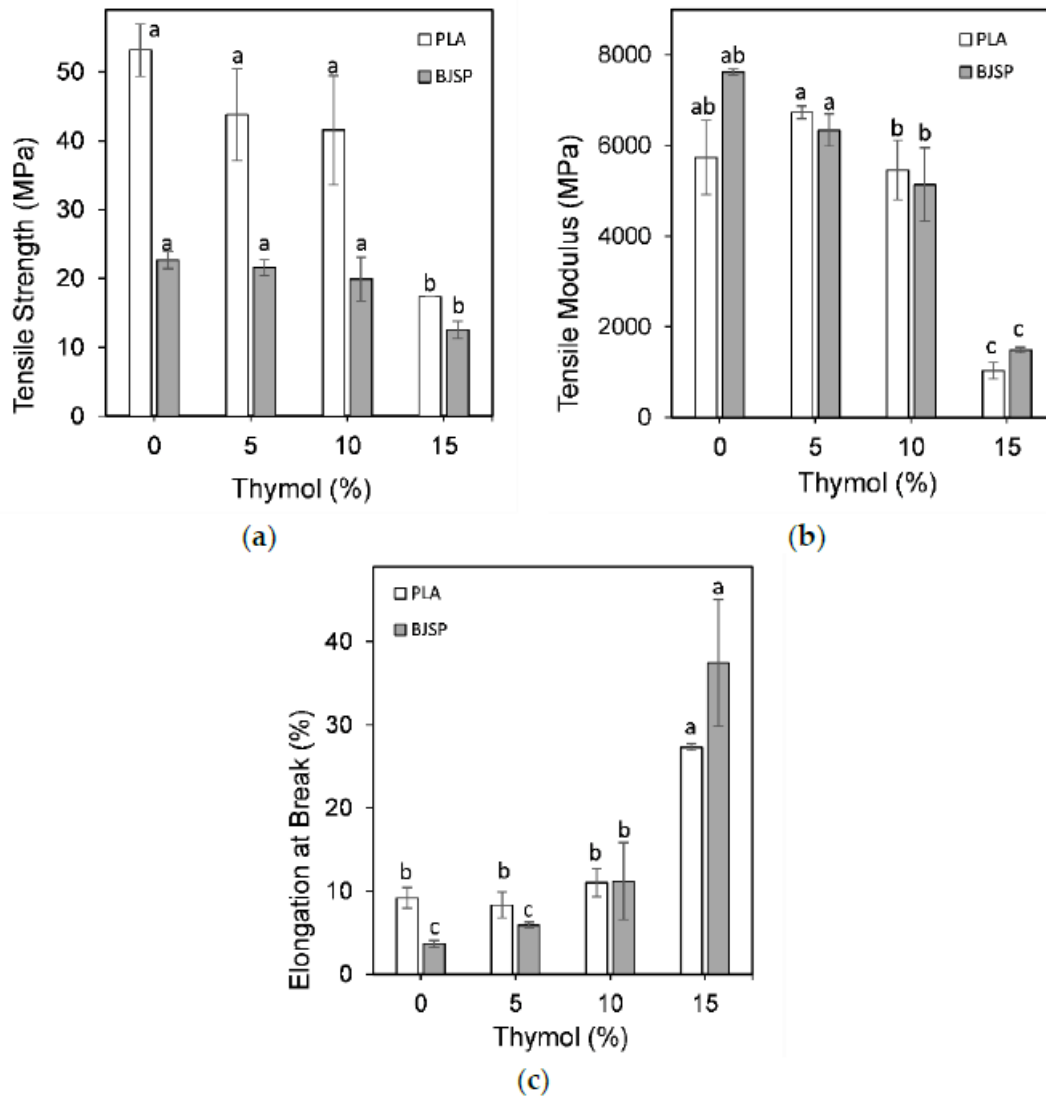 Tensile Strength (MPa)
50
40
30
20
10
0
a
a
a
a
a
a
b
b
PLA
BJSP
0 5 10 15
Thymol (%)
(a)
Tensile Modulus (MPa)
8000
6000
4000
2000
0
ab
ab
a
a
b
b
c
c
PLA
BJSP
0 5 10 15
Thymol (%)
(b)
Elongation at Break (%)
40
30
20
10
0
PLA
BJSP
b
c
b
c
b
b
a
a
0 5 10 15
Thymol (%)
(c)